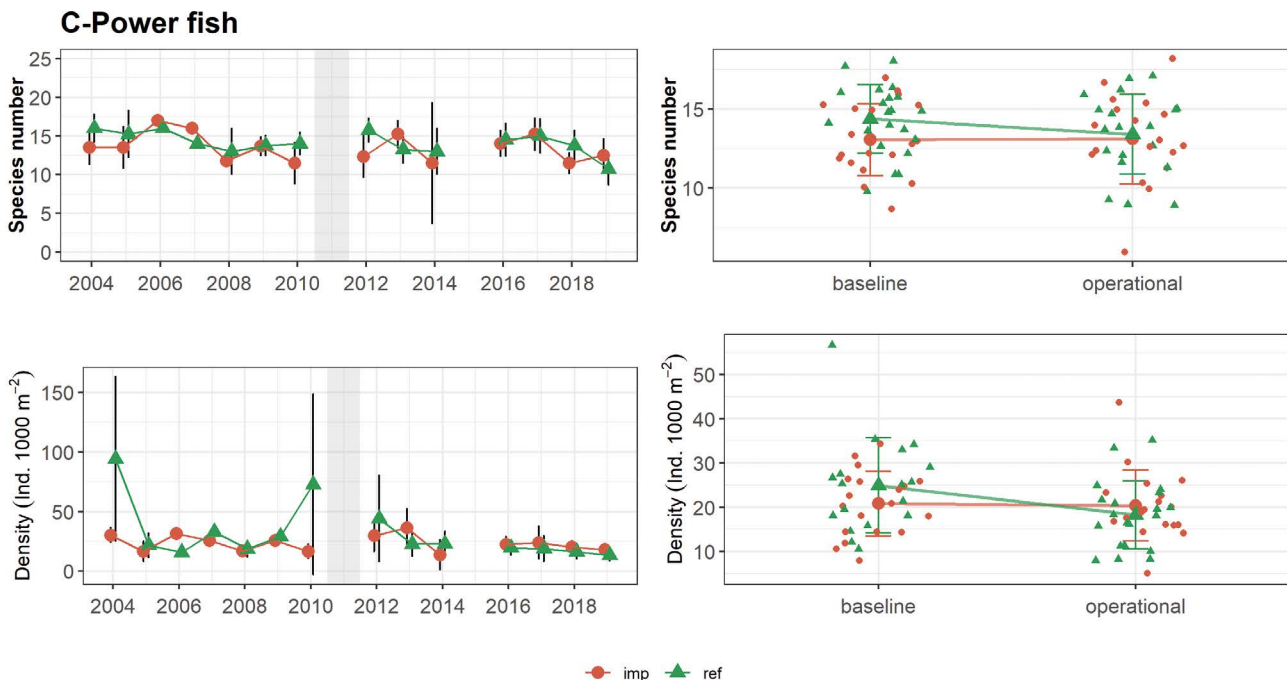 C-Power fish
Species number
25
20
15
10
5
0
2004 2006 2008 2010 2012 2014 2016 2018
Species number
15
10
baseline operational
Density (Ind. 1000 m⁻²)
150
100
50
0
2004 2006 2008 2010 2012 2014 2016 2018
Density (Ind. 1000 m⁻²)
50
40
30
20
10
baseline operational
imp ref